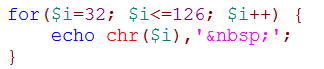 for($i=32; $i<=126; $i++) {
    echo chr($i),'&nbsp;';
}